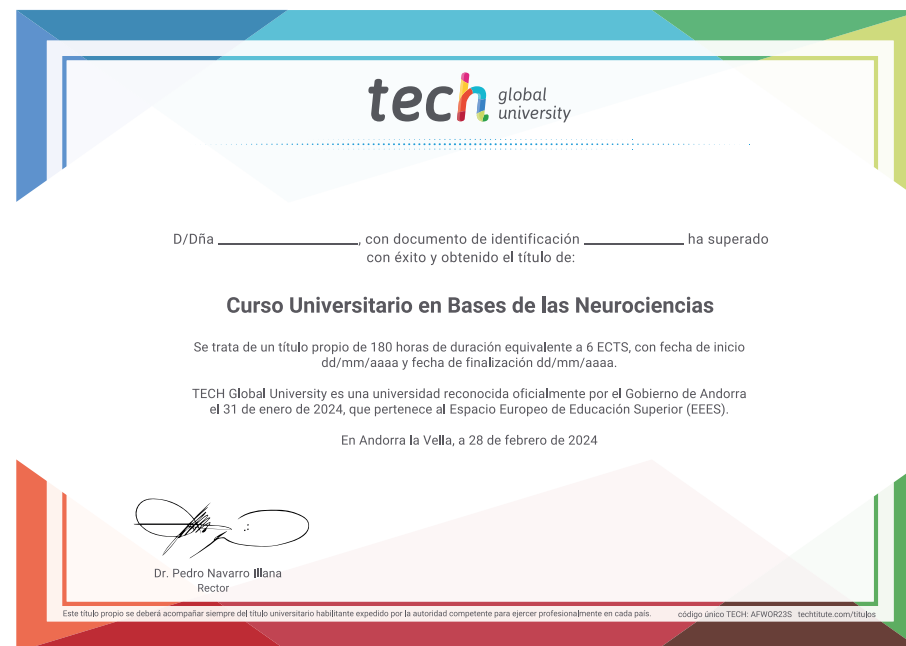 tech global
university
D/Dña ____________________, con documento de identificación ______________ ha superado
con éxito y obtenido el título de:
Curso Universitario en Bases de las Neurociencias
Se trata de un título propio de 180 horas de duración equivalente a 6 ECTS, con fecha de inicio
dd/mm/aaaa y fecha de finalización dd/mm/aaaa.
TECH Global University es una universidad reconocida oficialmente por el Gobierno de Andorra
el 31 de enero de 2024, que pertenece al Espacio Europeo de Educación Superior (EEES).
En Andorra la Vella, a 28 de febrero de 2024
Dr. Pedro Navarro Illana
Rector
Este título propio se deberá acompañar siempre del título universitario habilitante expedido por la autoridad competente para ejercer profesionalmente en cada país. código único TECH: AFWOR23S techtitute.com/titulos